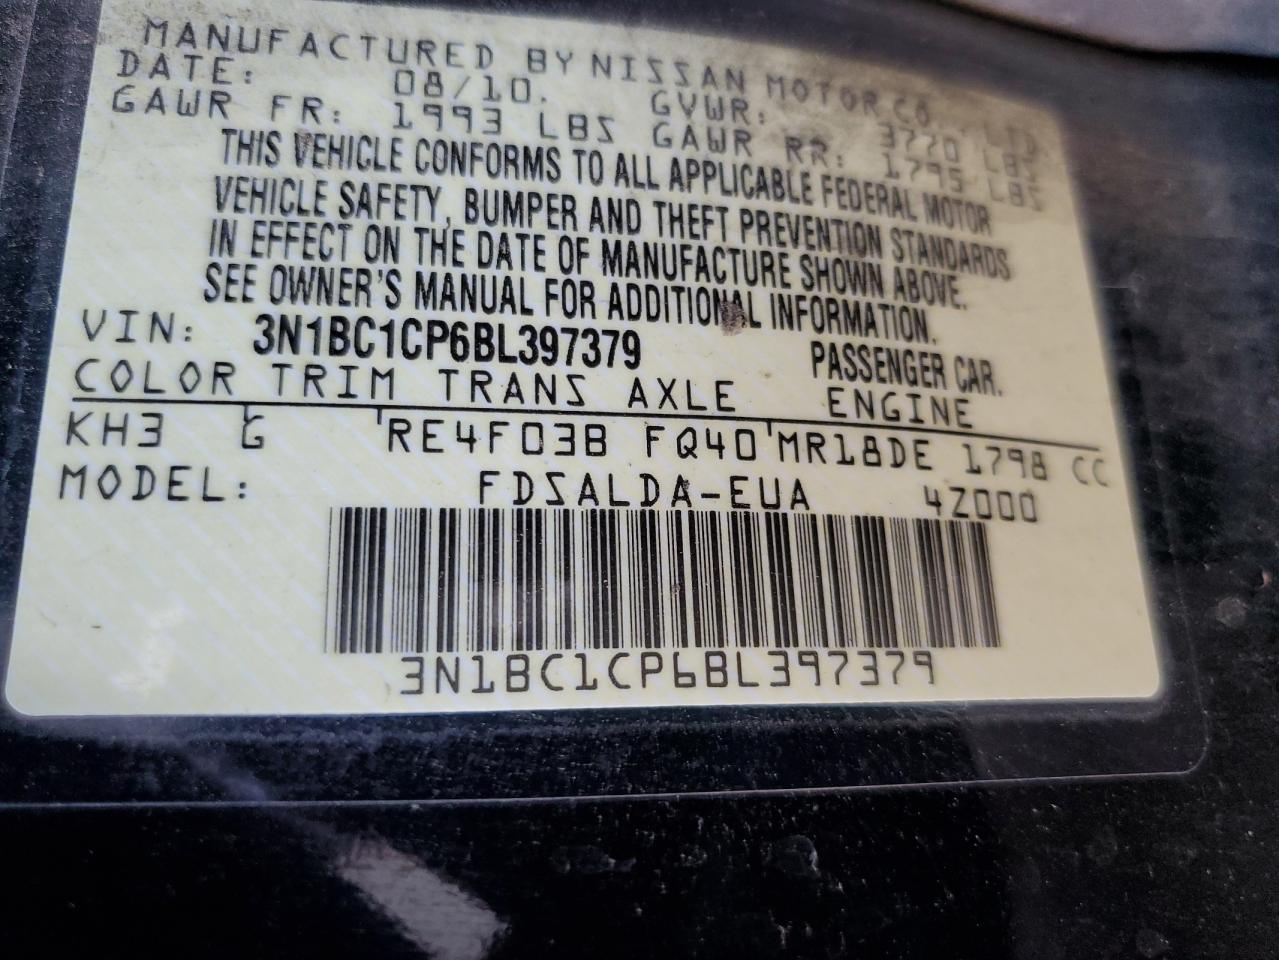 MANUFACTURED BY NISSAN MOTOR CO., LTD.
DATE: 08/10. GVWR: 3770 LBS
GAWR FR: 1993 LBS GAWR RR: 1795 LBS
THIS VEHICLE CONFORMS TO ALL APPLICABLE FEDERAL MOTOR
VEHICLE SAFETY, BUMPER AND THEFT PREVENTION STANDARDS
IN EFFECT ON THE DATE OF MANUFACTURE SHOWN ABOVE.
SEE OWNER'S MANUAL FOR ADDITIONAL INFORMATION.
VIN: 3N1BC1CP6BL397379 PASSENGER CAR.
COLOR TRIM TRANS AXLE ENGINE
KH3 G RE4F03B FQ40 MR18DE 1798 CC
MODEL: FDSALDA-EUA 4Z000
3N1BC1CP6BL397379